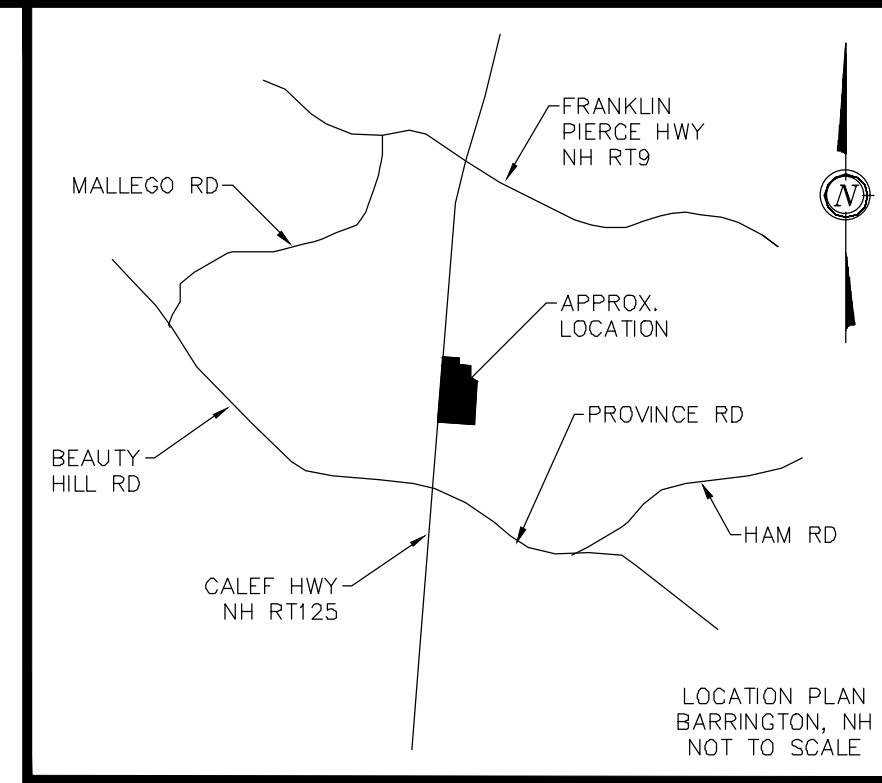 FRANKLIN
PIERCE HWY
NH RT9
MALLEGO RD
N
APPROX.
LOCATION
PROVINCE RD
BEAUTY
HILL RD
HAM RD
CALEF HWY
NH RT125
LOCATION PLAN
BARRINGTON, NH
NOT TO SCALE